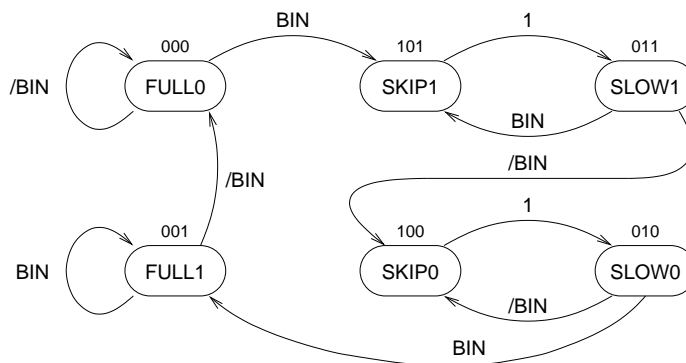 BIN
1
000
101
011
/BIN
FULL0
SKIP1
SLOW1
BIN
/BIN
/BIN
1
001
100
010
BIN
FULL1
SKIP0
SLOW0
/BIN
BIN